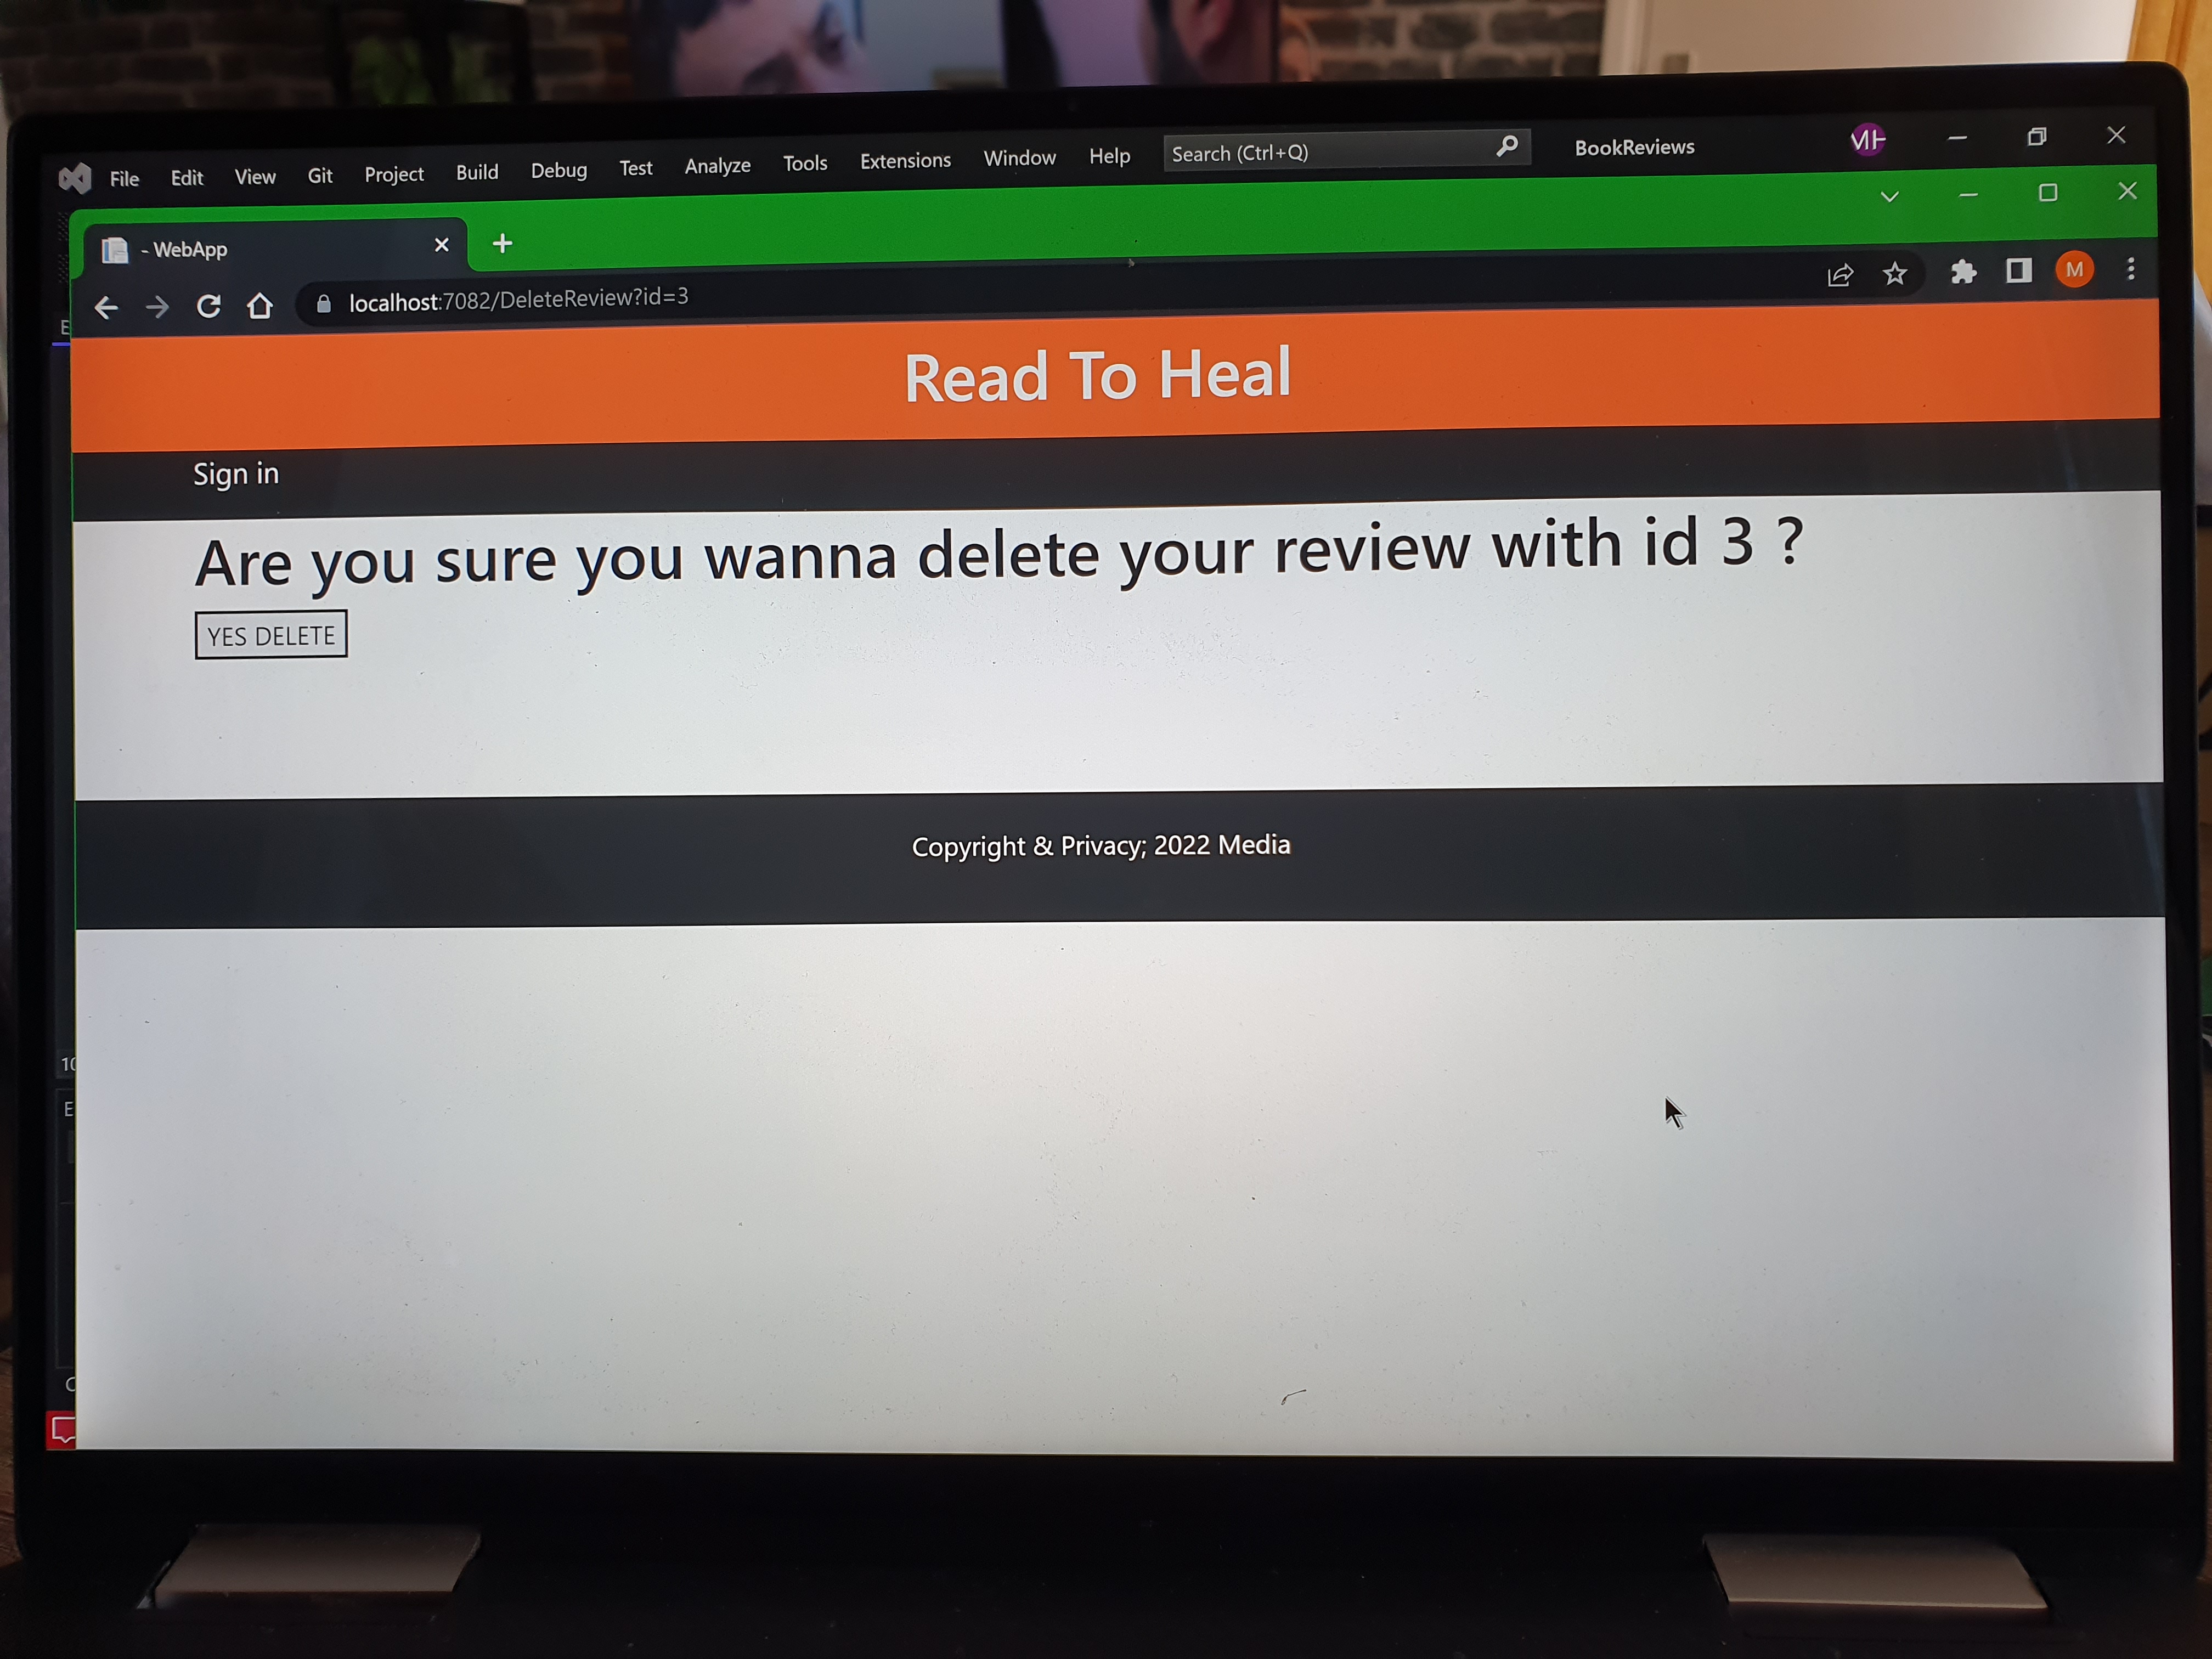 File Edit View Git Project Build Debug Test Analyze Tools Extensions Window Help Search (Ctrl+Q) BookReviews
- WebApp
localhost:7082/DeleteReview?id=3
M
Read To Heal
Sign in
Are you sure you wanna delete your review with id 3 ?
YES DELETE
Copyright & Privacy; 2022 Media